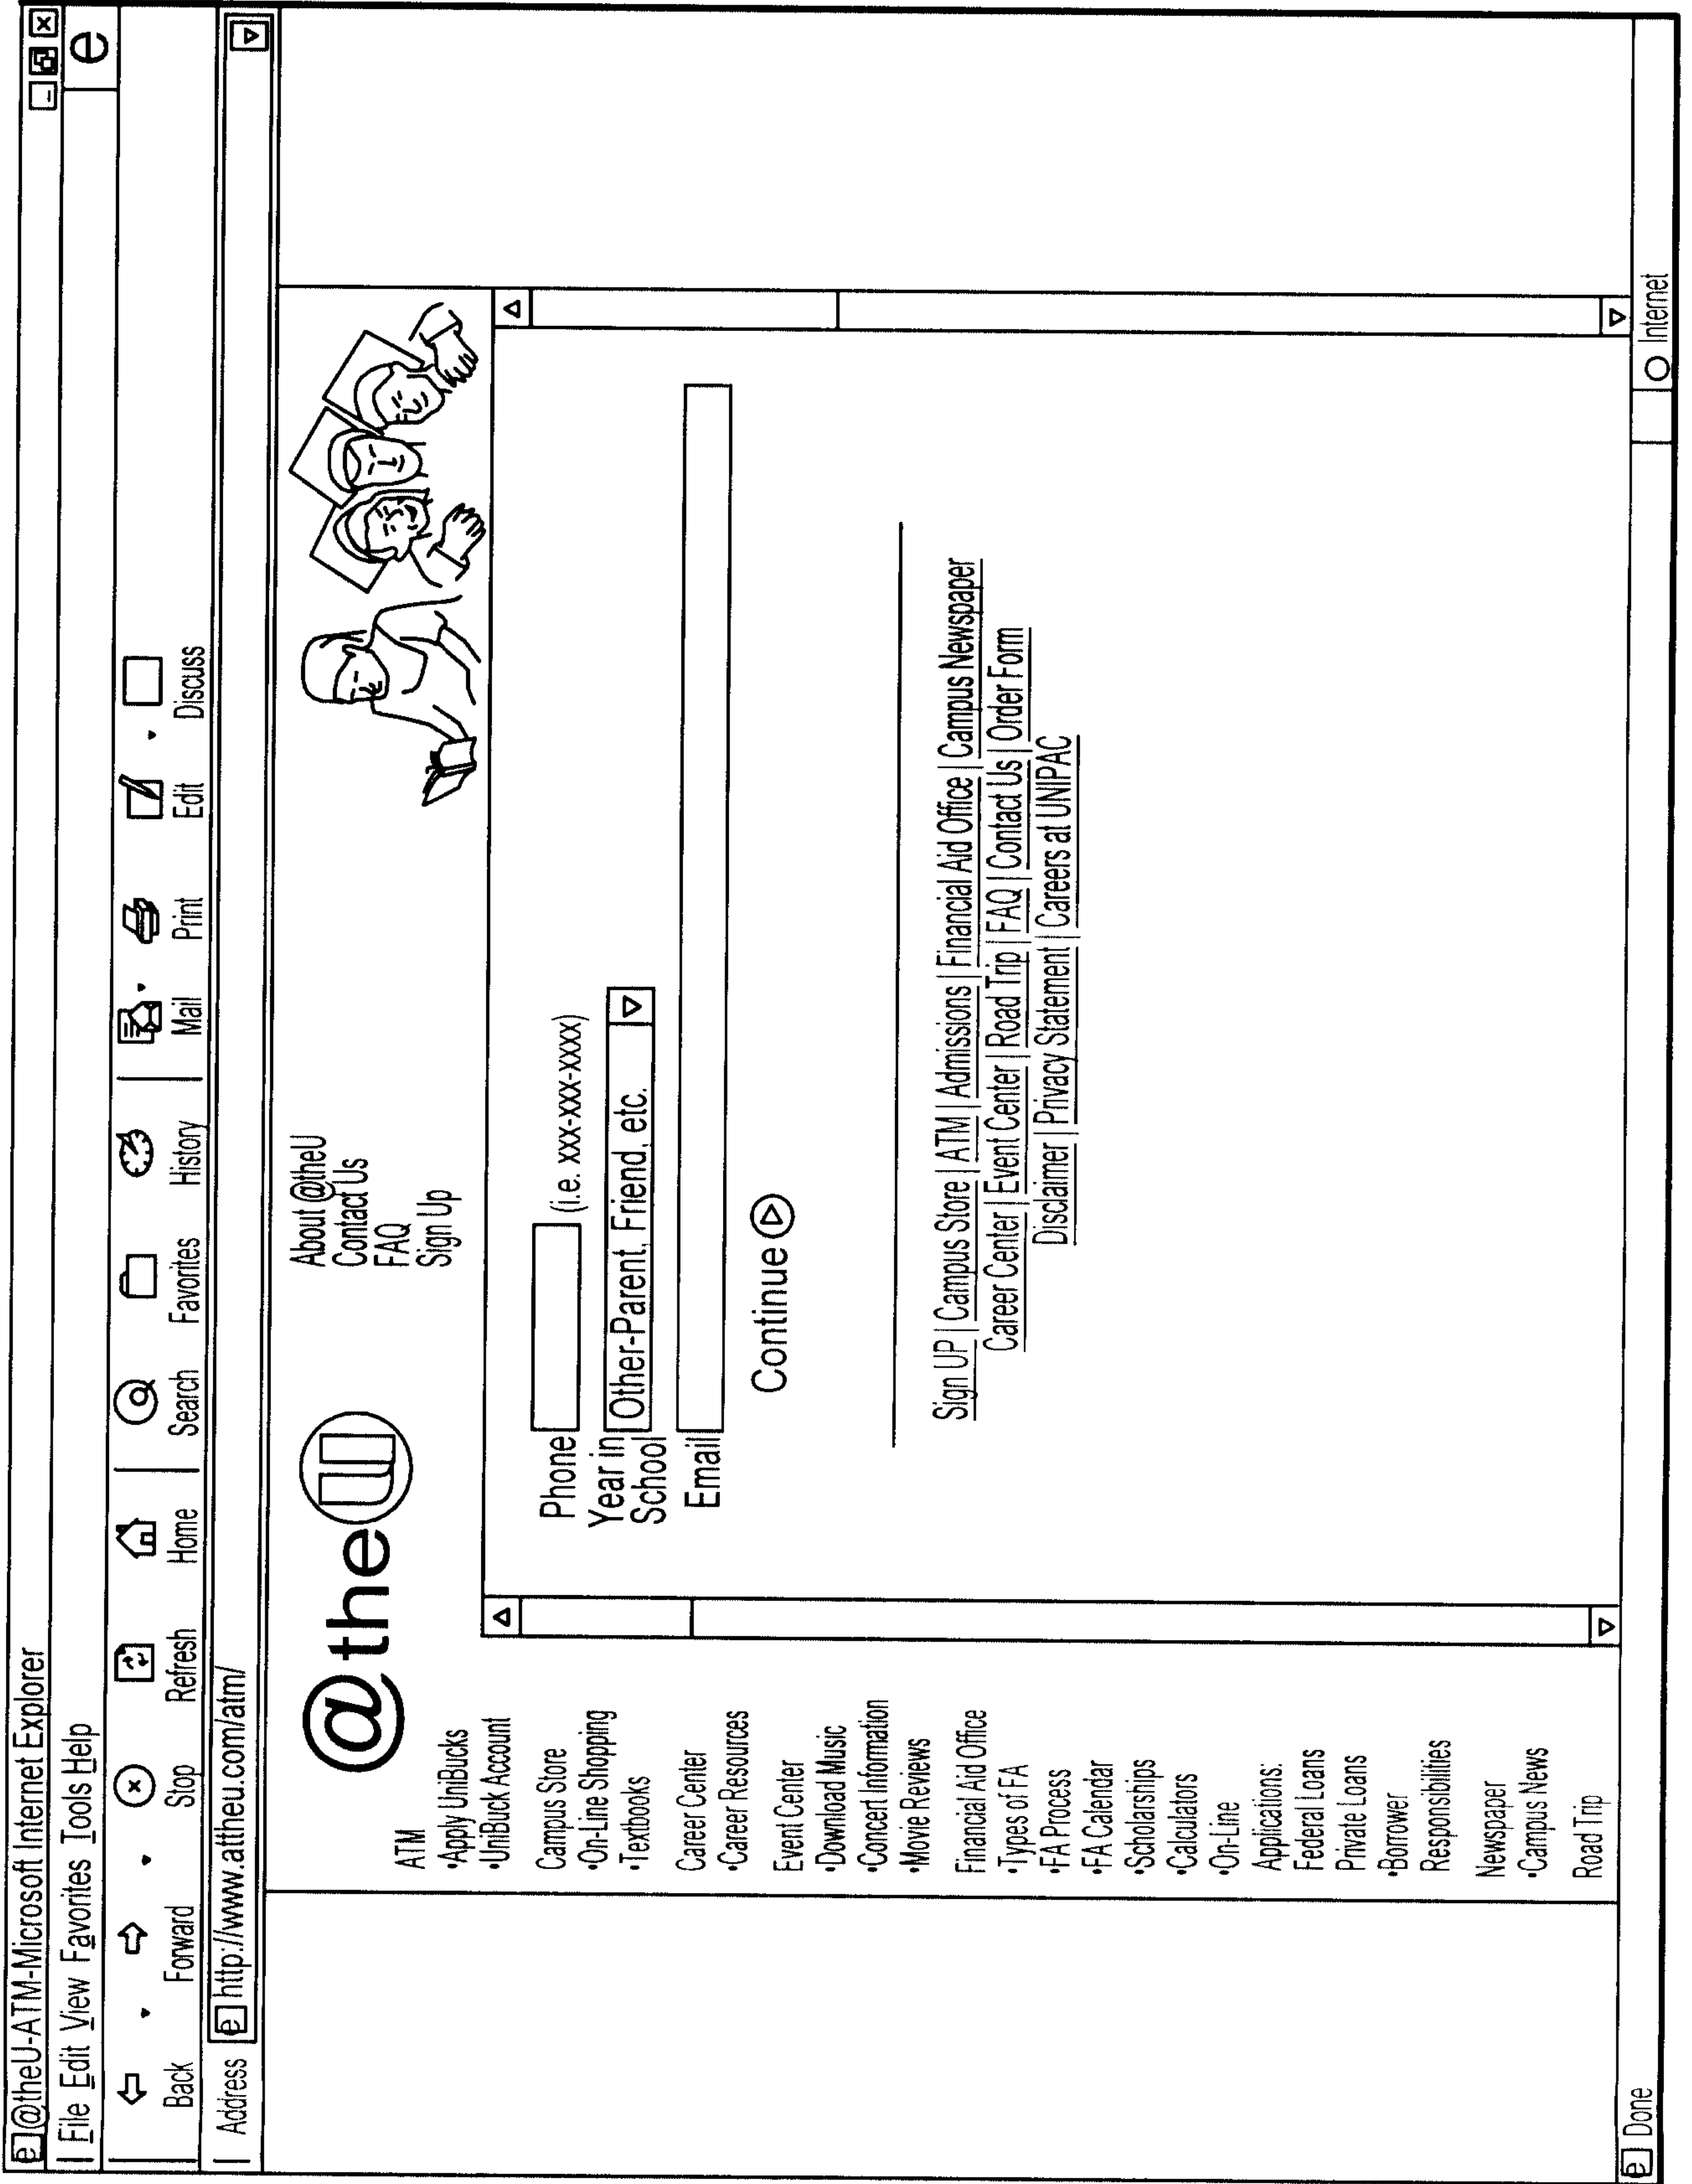 e @theU-ATM-Microsoft Internet Explorer
File Edit View Favorites Tools Help
e
Back Forward Stop Refresh Home Search Favorites History Mail Print Edit Discuss
Address e http://www.attheu.com/atm/
@theU
About @theU
Contact Us
FAQ
Sign Up
ATM
•Apply UniBucks
•UniBuck Account
Campus Store
•On-Line Shopping
•Textbooks
Career Center
•Career Resources
Event Center
•Download Music
•Concert Information
•Movie Reviews
Financial Aid Office
•Types of FA
•FA Process
•FA Calendar
•Scholarships
•Calculators
•On-Line
Applications:
Federal Loans
Private Loans
•Borrower
Responsibilities
Newspaper
•Campus News
Road Trip
Phone (i.e. xxx-xxx-xxxx)
Year in
School Other-Parent, Friend, etc.
Email
Continue
Sign UP | Campus Store | ATM | Admissions | Financial Aid Office | Campus Newspaper
Career Center | Event Center | Road Trip | FAQ | Contact Us | Order Form
Disclaimer | Privacy Statement | Careers at UNIPAC
e Done Internet